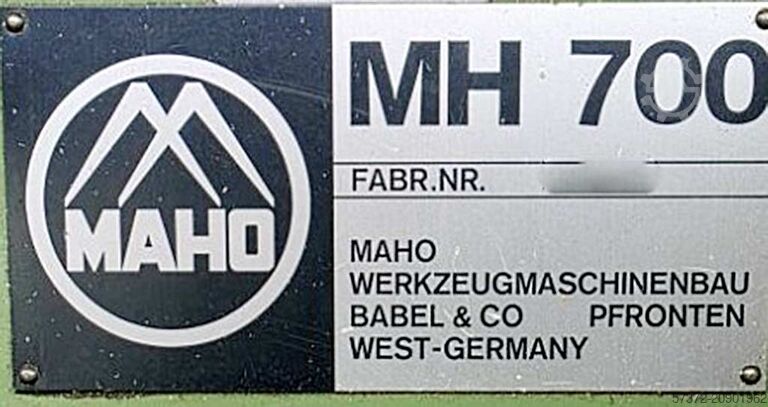 MAHO
MH 700
FABR.NR.
MAHO
WERKZEUGMASCHINENBAU
BABEL & CO PFRONTEN
WEST-GERMANY
57372-20901962